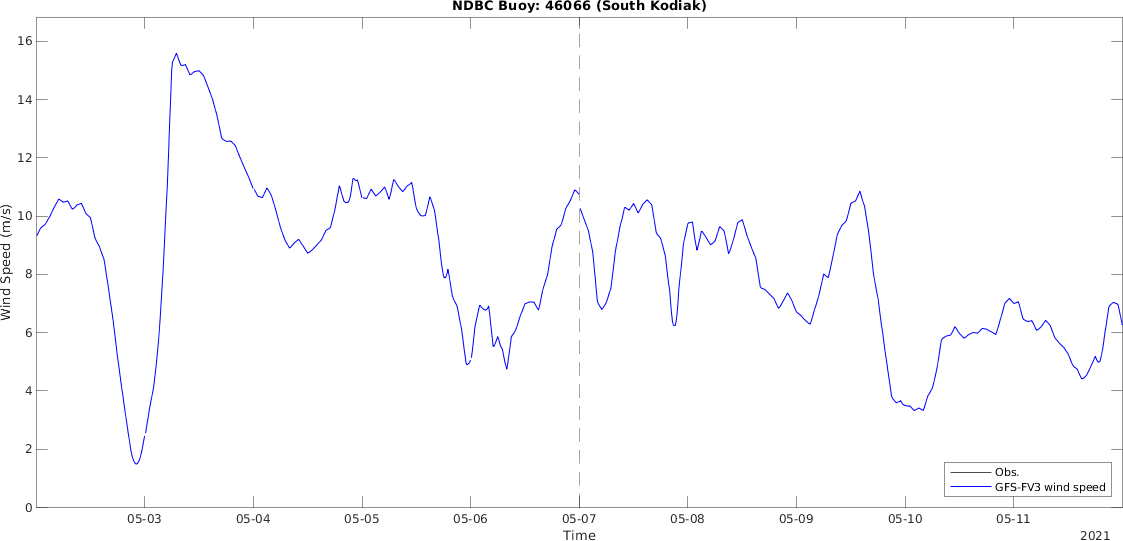 NDBC Buoy: 46066 (South Kodiak)
Wind Speed (m/s)
16
14
12
10
8
6
4
2
0
Obs.
GFS-FV3 wind speed
05-03 05-04 05-05 05-06 05-07 05-08 05-09 05-10 05-11
Time
2021